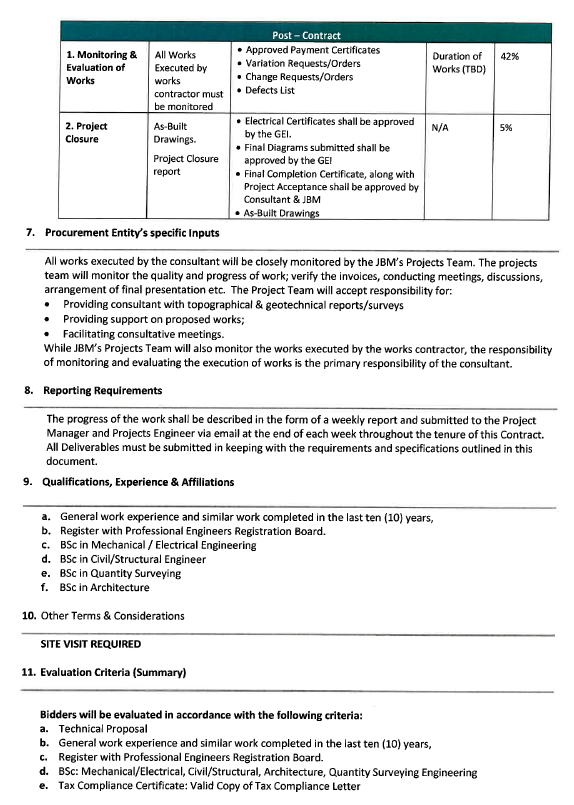 Post – Contract
1. Monitoring &
Evaluation of
Works
All Works
Executed by
works
contractor must
be monitored
• Approved Payment Certificates
• Variation Requests/Orders
• Change Requests/Orders
• Defects List
Duration of
Works (TBD)
42%
2. Project
Closure
As-Built
Drawings.
Project Closure
report
• Electrical Certificates shall be approved
by the GEI.
• Final Diagrams submitted shall be
approved by the GEI
• Final Completion Certificate, along with
Project Acceptance shall be approved by
Consultant & JBM
• As-Built Drawings
N/A
5%
7. Procurement Entity's specific Inputs
All works executed by the consultant will be closely monitored by the JBM's Projects Team. The projects
team will monitor the quality and progress of work; verify the invoices, conducting meetings, discussions,
arrangement of final presentation etc. The Project Team will accept responsibility for:
• Providing consultant with topographical & geotechnical reports/surveys
• Providing support on proposed works;
• Facilitating consultative meetings.
While JBM's Projects Team will also monitor the works executed by the works contractor, the responsibility
of monitoring and evaluating the execution of works is the primary responsibility of the consultant.
8. Reporting Requirements
The progress of the work shall be described in the form of a weekly report and submitted to the Project
Manager and Projects Engineer via email at the end of each week throughout the tenure of this Contract.
All Deliverables must be submitted in keeping with the requirements and specifications outlined in this
document.
9. Qualifications, Experience & Affiliations
a. General work experience and similar work completed in the last ten (10) years,
b. Register with Professional Engineers Registration Board.
c. BSc in Mechanical / Electrical Engineering
d. BSc in Civil/Structural Engineer
e. BSc in Quantity Surveying
f. BSc in Architecture
10. Other Terms & Considerations
SITE VISIT REQUIRED
11. Evaluation Criteria (Summary)
Bidders will be evaluated in accordance with the following criteria:
a. Technical Proposal
b. General work experience and similar work completed in the last ten (10) years,
c. Register with Professional Engineers Registration Board.
d. BSc: Mechanical/Electrical, Civil/Structural, Architecture, Quantity Surveying Engineering
e. Tax Compliance Certificate: Valid Copy of Tax Compliance Letter